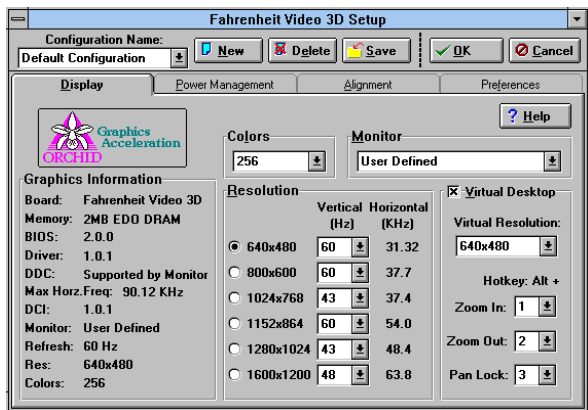 Fahrenheit Video 3D Setup
Configuration Name:
Default Configuration
New
Delete
Save
OK
Cancel
Display
Power Management
Alignment
Preferences
Help
Graphics
Acceleration
ORCHID
Colors
256
Monitor
User Defined
Graphics Information
Board: Fahrenheit Video 3D
Memory: 2MB EDO DRAM
BIOS: 2.0.0
Driver: 1.0.1
DDC: Supported by Monitor
Max Horz.Freq: 90.12 KHz
DCI: 1.0.1
Monitor: User Defined
Refresh: 60 Hz
Res: 640x480
Colors: 256
Resolution
Vertical Horizontal
(Hz) (KHz)
640x480 60 31.32
800x600 60 37.7
1024x768 43 37.4
1152x864 60 54.0
1280x1024 43 48.4
1600x1200 48 63.8
Virtual Desktop
Virtual Resolution:
640x480
Hotkey: Alt +
Zoom In: 1
Zoom Out: 2
Pan Lock: 3